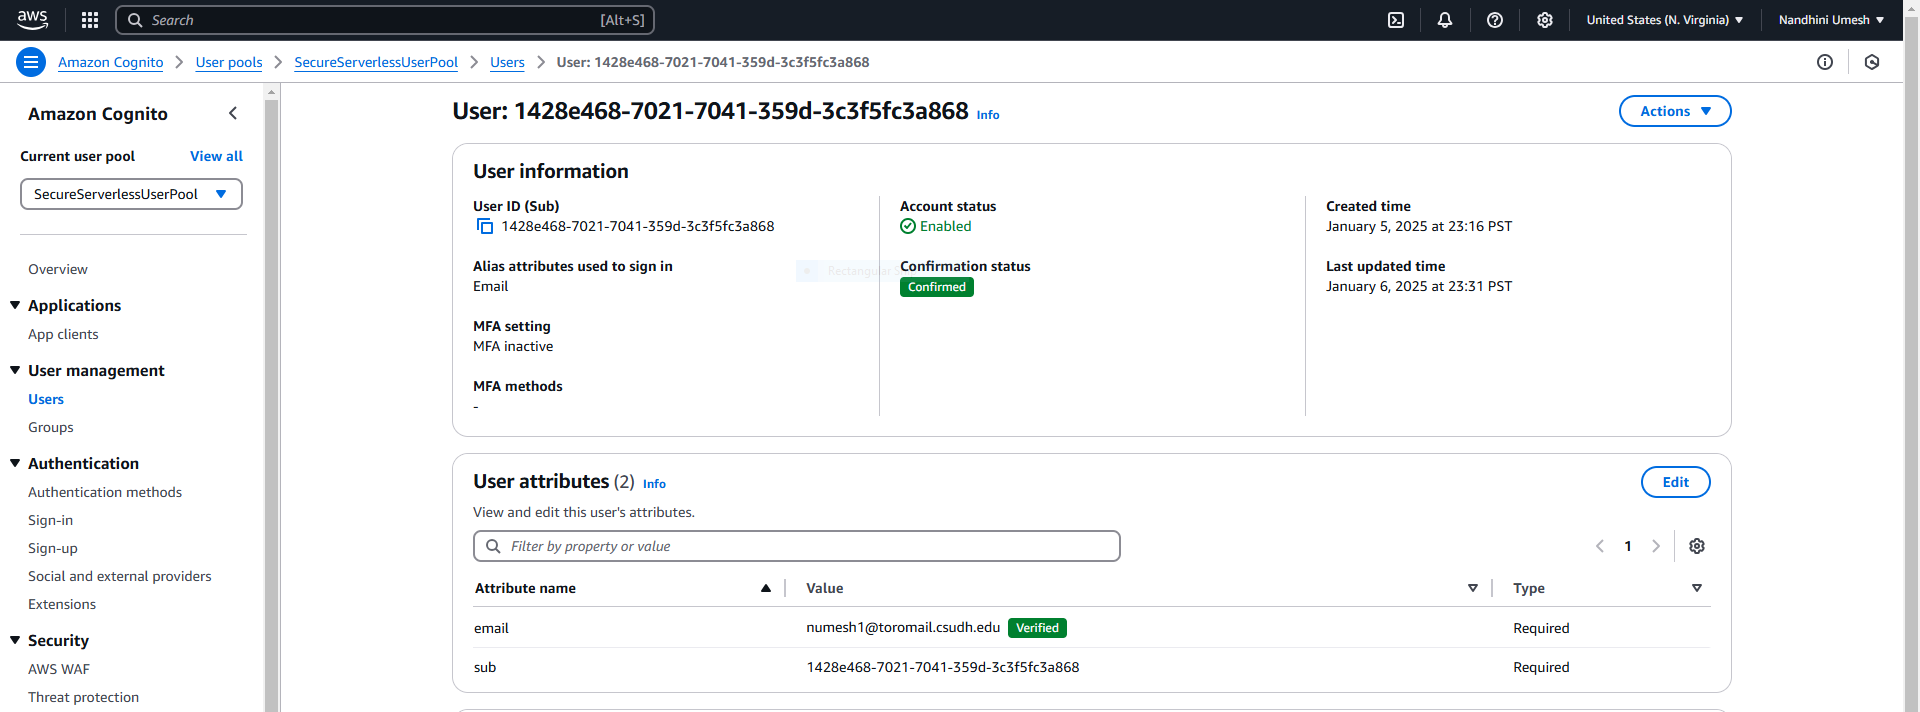 aws Search [Alt+S] United States (N. Virginia) Nandhini Umesh
Amazon Cognito User pools SecureServerlessUserPool Users User: 1428e468-7021-7041-359d-3c3f5fc3a868
Amazon Cognito
Current user pool View all
SecureServerlessUserPool
Overview
Applications
App clients
User management
Users
Groups
Authentication
Authentication methods
Sign-in
Sign-up
Social and external providers
Extensions
Security
AWS WAF
Threat protection
User: 1428e468-7021-7041-359d-3c3f5fc3a868 Info
Actions
User information
User ID (Sub)
1428e468-7021-7041-359d-3c3f5fc3a868
Alias attributes used to sign in
Email
MFA setting
MFA inactive
MFA methods
-
Account status
Enabled
Rectangular
Confirmation status
Confirmed
Created time
January 5, 2025 at 23:16 PST
Last updated time
January 6, 2025 at 23:31 PST
User attributes (2) Info
Edit
View and edit this user's attributes.
Filter by property or value
1
Attribute name Value Type
email numesh1@toromail.csudh.edu Verified Required
sub 1428e468-7021-7041-359d-3c3f5fc3a868 Required